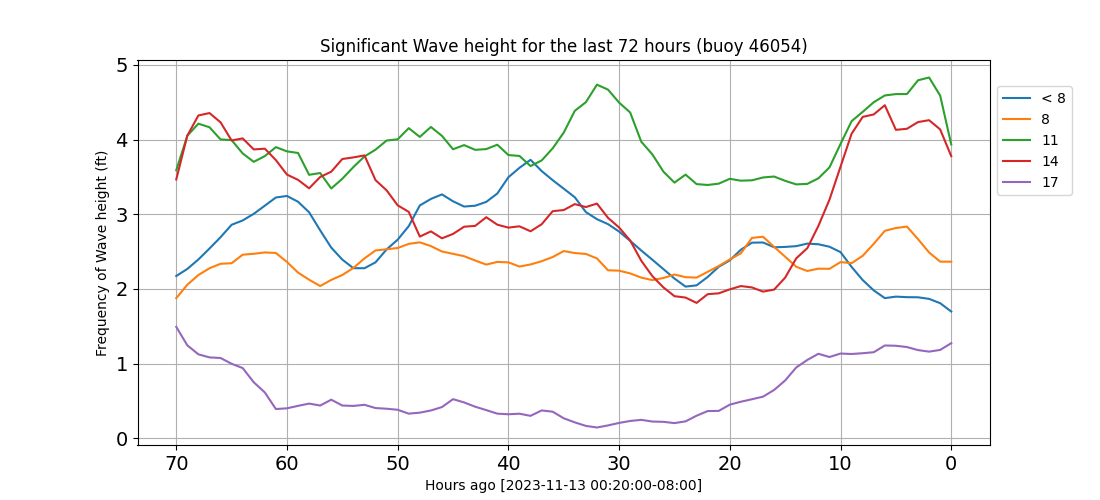 Significant Wave height for the last 72 hours (buoy 46054)
Frequency of Wave height (ft)
5
4
3
2
1
0
70 60 50 40 30 20 10 0
Hours ago [2023-11-13 00:20:00-08:00]
< 8
8
11
14
17